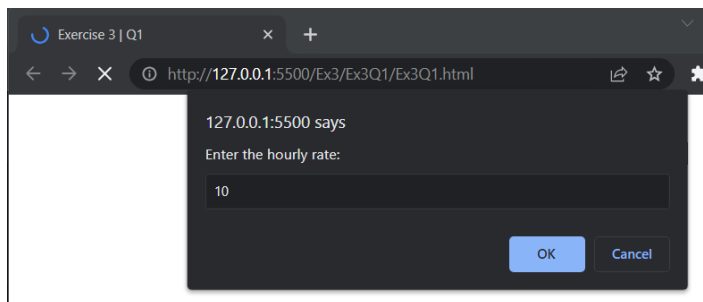 Exercise 3 | Q1
http://127.0.0.1:5500/Ex3/Ex3Q1/Ex3Q1.html
127.0.0.1:5500 says
Enter the hourly rate:
10
OK Cancel